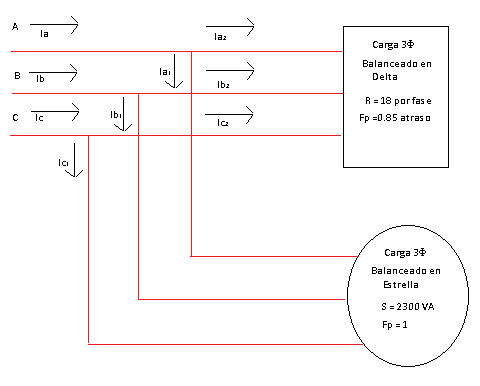 A
Ia
Ia₂
B
Ib
Ia₁
Ib₂
C
Ic
Ib₁
Ic₂
Ic₁
Carga 3Φ
Balanceado en
Delta
R = 18 por fase
Fp =0.85 atraso
Carga 3Φ
Balanceado en
Estrella
S = 2300 VA
Fp = 1